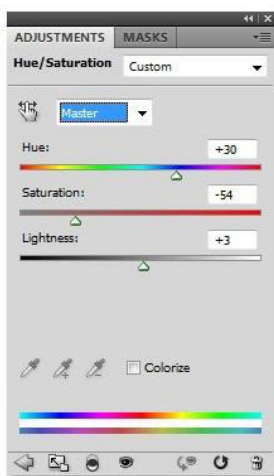 ADJUSTMENTS MASKS
Hue/Saturation Custom
Master
Hue: +30
Saturation: -54
Lightness: +3
Colorize